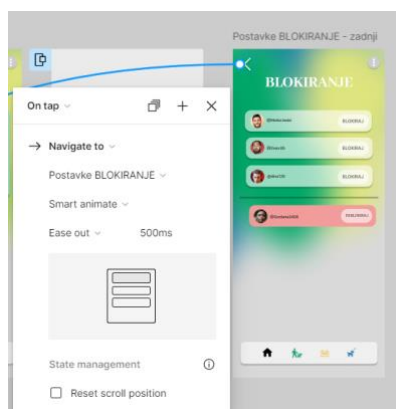 Postavke BLOKIRANJE - zadnji
BLOKIRANJE
On tap
Navigate to
Postavke BLOKIRANJE
Smart animate
Ease out 500ms
State management
Reset scroll position
BLOKIRAJ
BLOKIRAJ
BLOKIRAJ